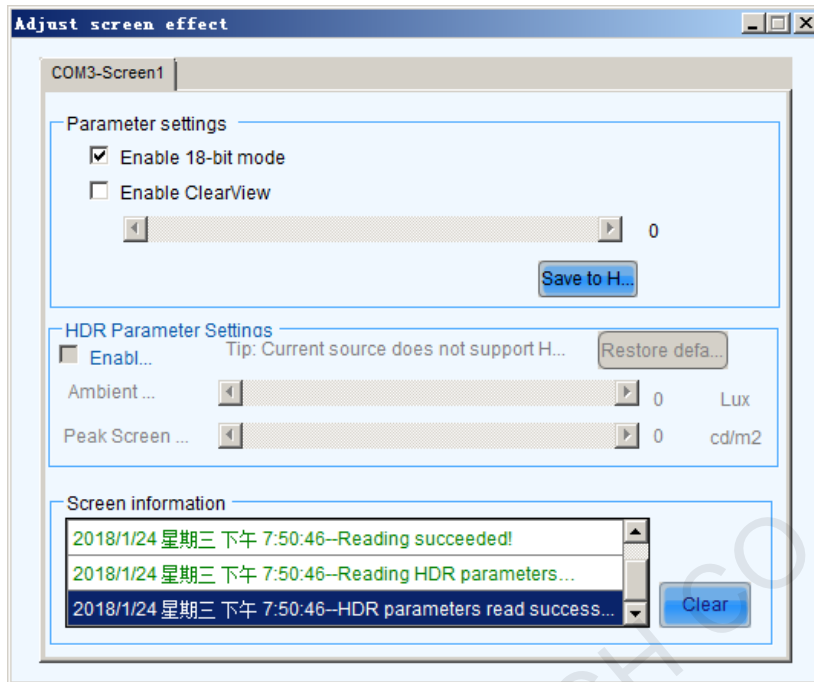 Adjust screen effect
COM3-Screen1
Parameter settings
Enable 18-bit mode
Enable ClearView
0
Save to H...
HDR Parameter Settings
Enabl...
Tip: Current source does not support H...
Restore defa...
Ambient ...
0
Lux
Peak Screen ...
0
cd/m2
Screen information
2018/1/24 星期三 下午 7:50:46--Reading succeeded!
2018/1/24 星期三 下午 7:50:46--Reading HDR parameters...
2018/1/24 星期三 下午 7:50:46--HDR parameters read success...
Clear
SH CO